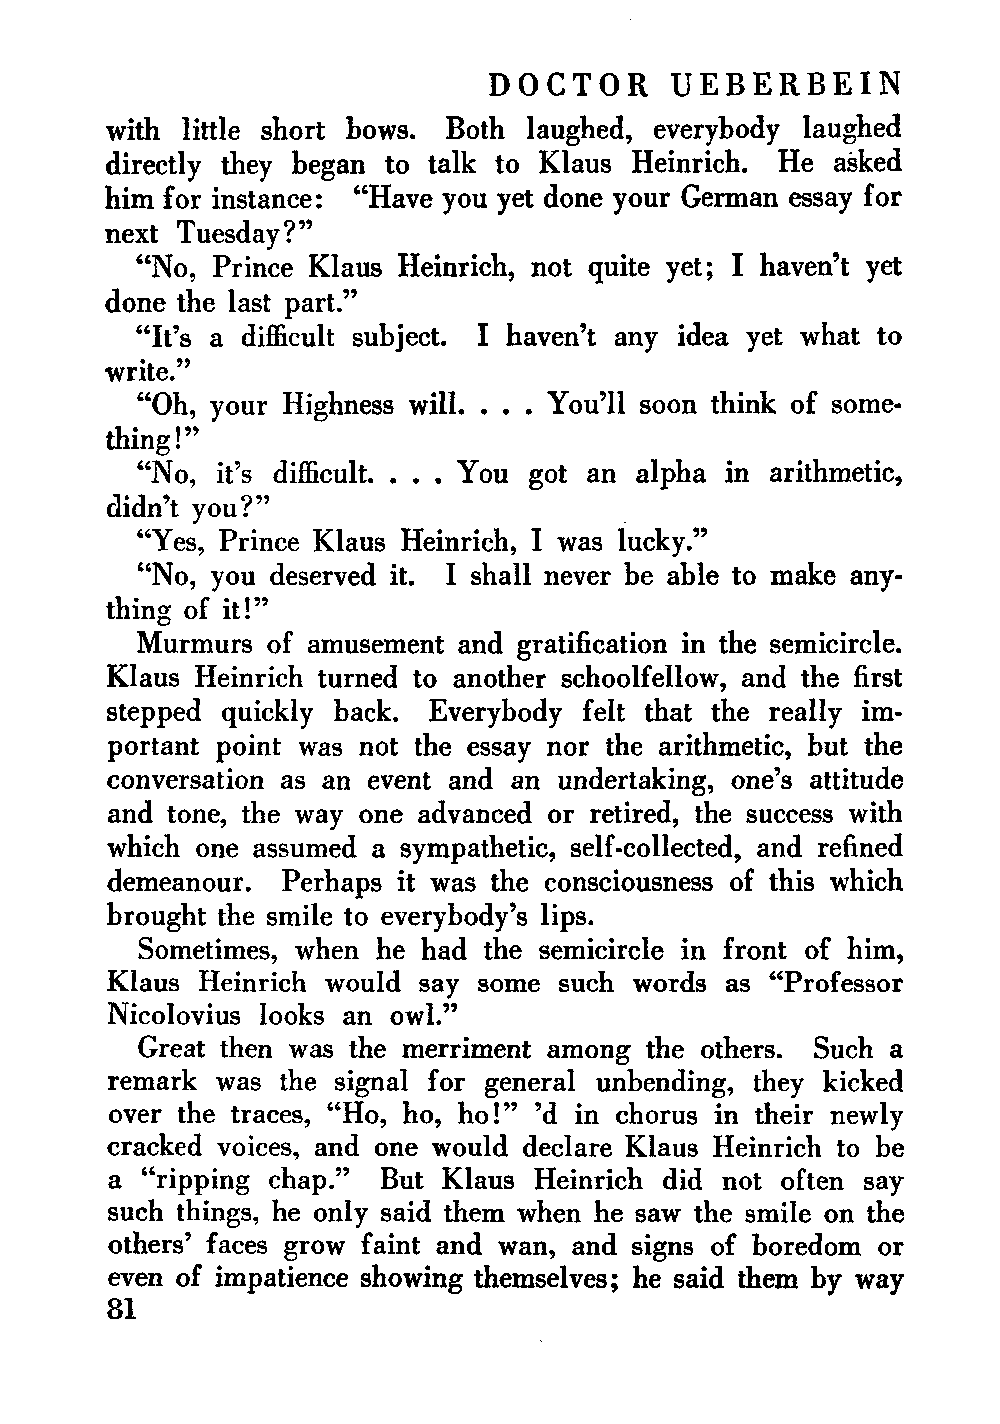 DOCTOR UEBERBEIN
with little short bows. Both laughed, everybody laughed
directly they began to talk to Klaus Heinrich. He asked
him for instance: “Have you yet done your German essay for
next Tuesday?”
“No, Prince Klaus Heinrich, not quite yet; I haven’t yet
done the last part.”
“It’s a difficult subject. I haven’t any idea yet what to
write.”
“Oh, your Highness will. . . . You’ll soon think of some-
thing!”
“No, it’s difficult. . . . You got an alpha in arithmetic,
didn’t you?”
“Yes, Prince Klaus Heinrich, I was lucky.”
“No, you deserved it. I shall never be able to make any-
thing of it!”
Murmurs of amusement and gratification in the semicircle.
Klaus Heinrich turned to another schoolfellow, and the first
stepped quickly back. Everybody felt that the really im-
portant point was not the essay nor the arithmetic, but the
conversation as an event and an undertaking, one’s attitude
and tone, the way one advanced or retired, the success with
which one assumed a sympathetic, self-collected, and refined
demeanour. Perhaps it was the consciousness of this which
brought the smile to everybody’s lips.
Sometimes, when he had the semicircle in front of him,
Klaus Heinrich would say some such words as “Professor
Nicolovius looks an owl.”
Great then was the merriment among the others. Such a
remark was the signal for general unbending, they kicked
over the traces, “Ho, ho, ho!” ’d in chorus in their newly
cracked voices, and one would declare Klaus Heinrich to be
a “ripping chap.” But Klaus Heinrich did not often say
such things, he only said them when he saw the smile on the
others’ faces grow faint and wan, and signs of boredom or
even of impatience showing themselves; he said them by way
81